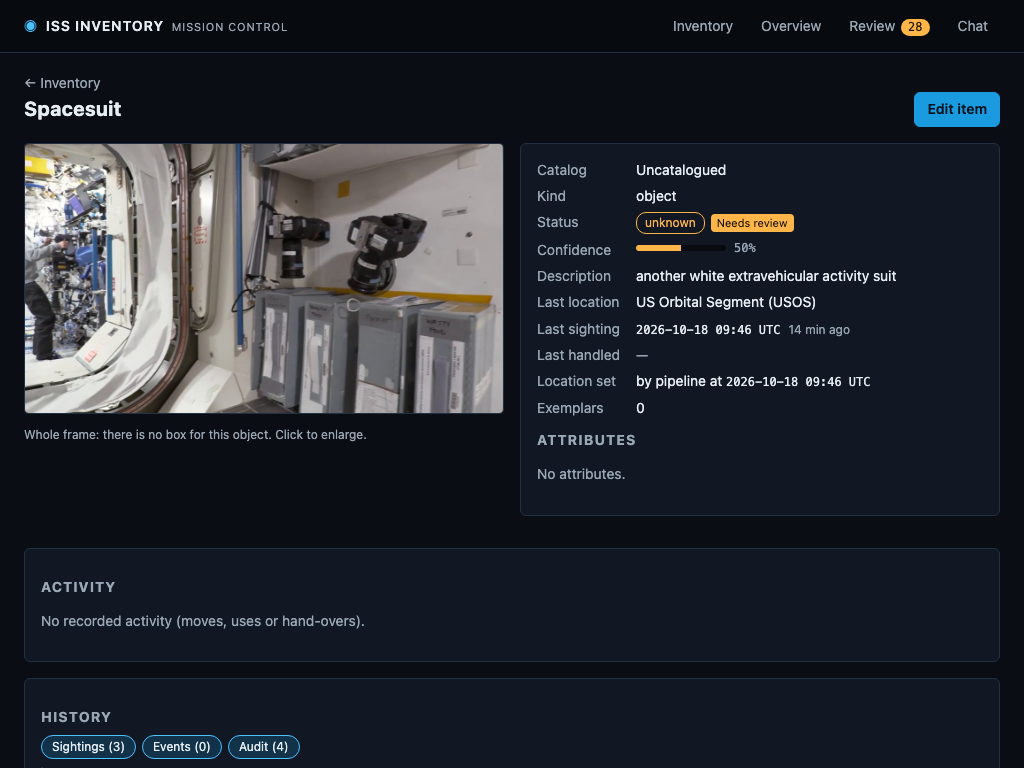 ISS INVENTORY MISSION CONTROL
Inventory Overview Review 28 Chat
← Inventory
Spacesuit
Edit item
Catalog Uncatalogued
Kind object
Status unknown Needs review
Confidence 50%
Description another white extravehicular activity suit
Last location US Orbital Segment (USOS)
Last sighting 2026-10-18 09:46 UTC 14 min ago
Last handled —
Location set by pipeline at 2026-10-18 09:46 UTC
Exemplars 0
ATTRIBUTES
No attributes.
Whole frame: there is no box for this object. Click to enlarge.
ACTIVITY
No recorded activity (moves, uses or hand-overs).
HISTORY
Sightings (3) Events (0) Audit (4)